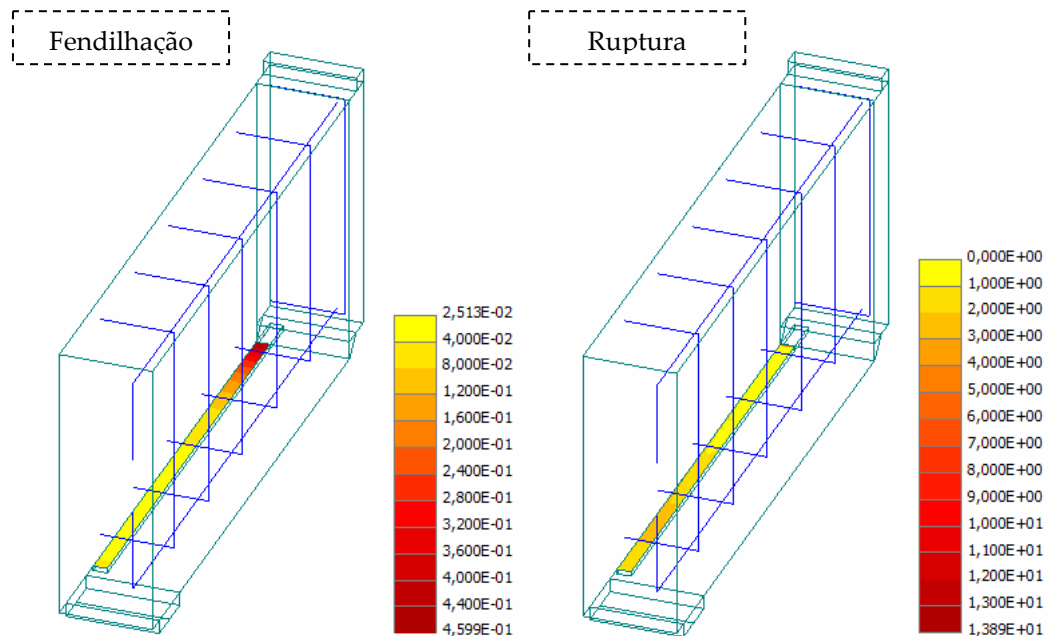 Fendilhação
Ruptura
2,513E-02
4,000E-02
8,000E-02
1,200E-01
1,600E-01
2,000E-01
2,400E-01
2,800E-01
3,200E-01
3,600E-01
4,000E-01
4,400E-01
4,599E-01
0,000E+00
1,000E+00
2,000E+00
3,000E+00
4,000E+00
5,000E+00
6,000E+00
7,000E+00
8,000E+00
9,000E+00
1,000E+01
1,100E+01
1,200E+01
1,300E+01
1,389E+01